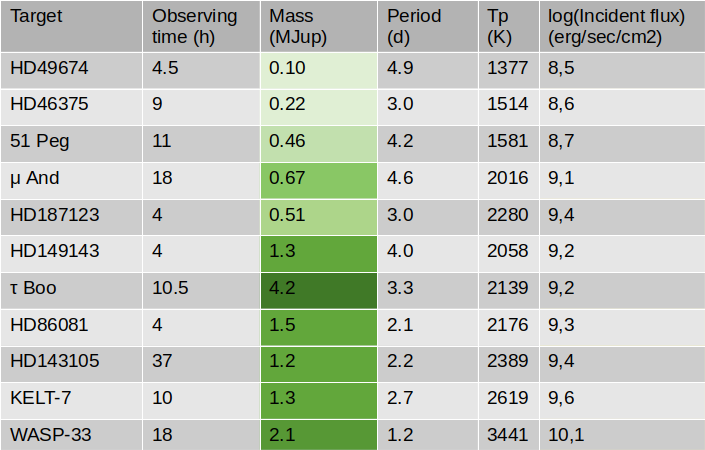 Target Observing time (h) Mass (MJup) Period (d) Tp (K) log(Incident flux) (erg/sec/cm2)
HD49674 4.5 0.10 4.9 1377 8,5
HD46375 9 0.22 3.0 1514 8,6
51 Peg 11 0.46 4.2 1581 8,7
μ And 18 0.67 4.6 2016 9,1
HD187123 4 0.51 3.0 2280 9,4
HD149143 4 1.3 4.0 2058 9,2
τ Boo 10.5 4.2 3.3 2139 9,2
HD86081 4 1.5 2.1 2176 9,3
HD143105 37 1.2 2.2 2389 9,4
KELT-7 10 1.3 2.7 2619 9,6
WASP-33 18 2.1 1.2 3441 10,1